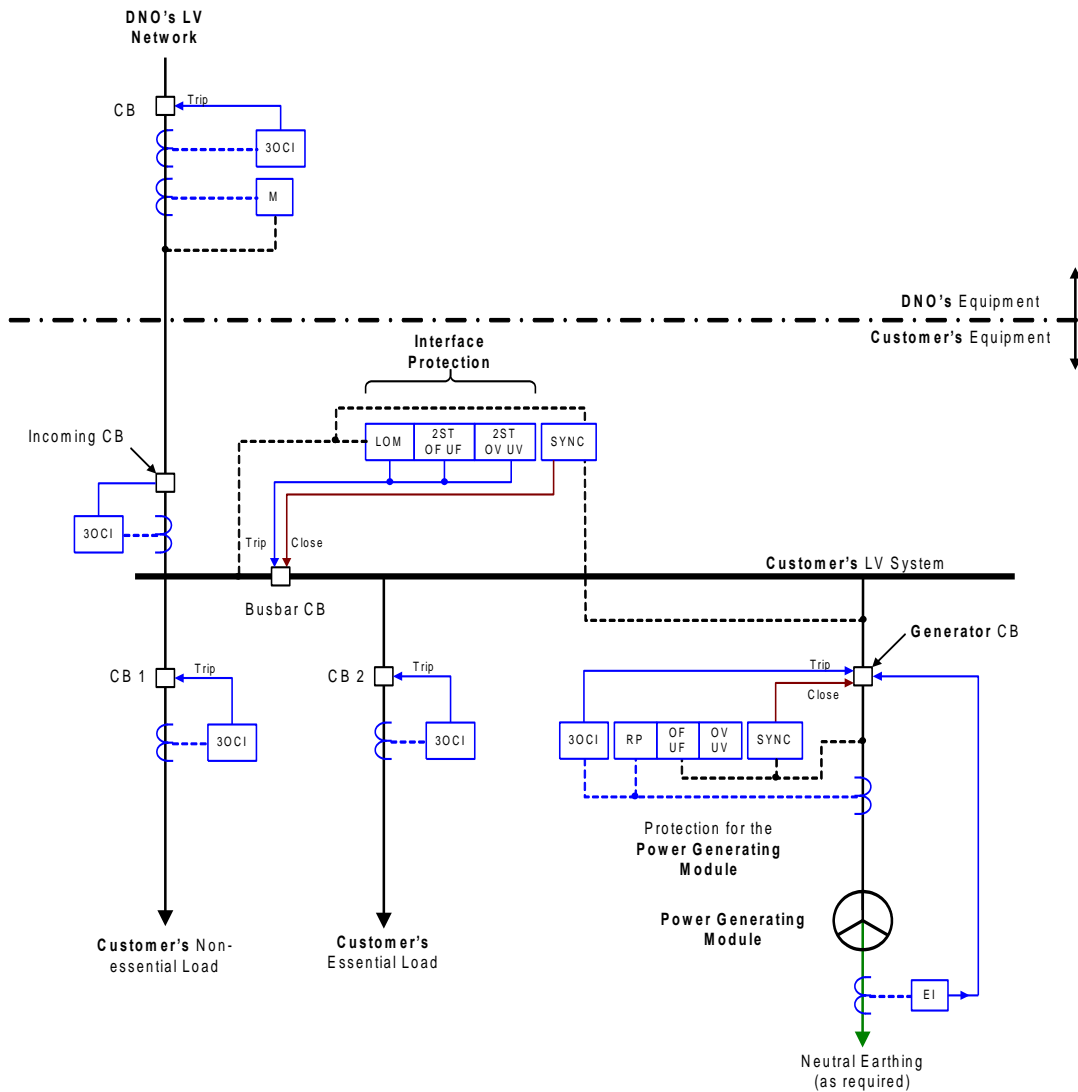 DNO's LV
Network
CB
Trip
3OCI
M
DNO's Equipment
Customer's Equipment
Interface
Protection
Incoming CB
LOM
2ST
OF UF
2ST
OV UV
SYNC
3OCI
Trip
Close
Customer's LV System
Busbar CB
Generator CB
CB 1
Trip
CB 2
Trip
Trip
Close
3OCI
3OCI
3OCI
RP
OF
UF
OV
UV
SYNC
Protection for the
Power Generating
Module
Power Generating
Module
Customer's Non-
essential Load
Customer's
Essential Load
EI
Neutral Earthing
(as required)